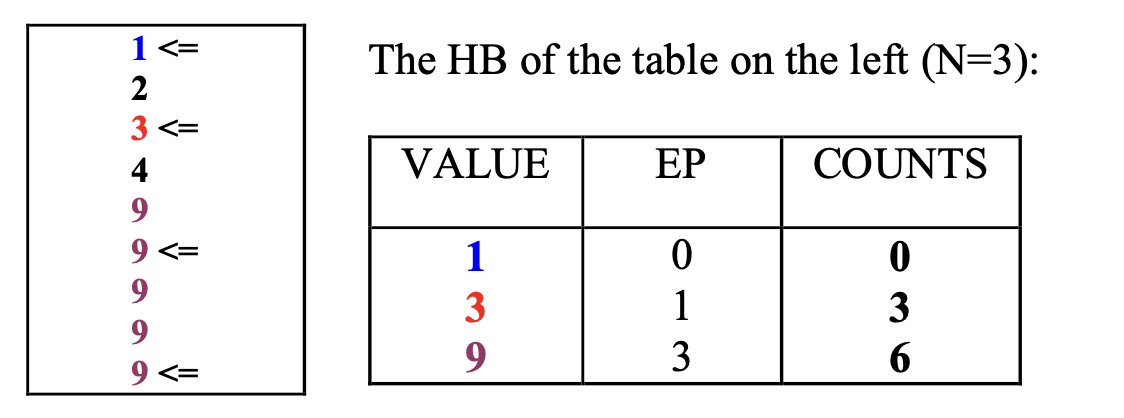 1 <=
2
3 <=
4
9
9 <=
9
9
9 <=
The HB of the table on the left (N=3):
VALUE EP COUNTS
1 0 0
3 1 3
9 3 6